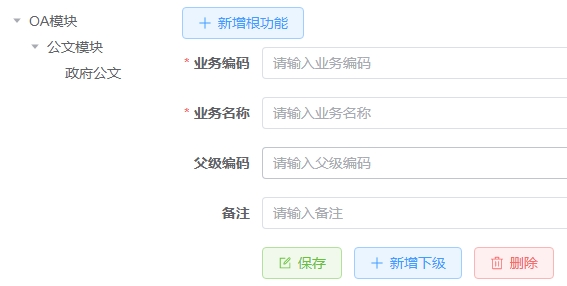 OA模块
公文模块
政府公文
新增根功能
* 业务编码 请输入业务编码
* 业务名称 请输入业务名称
父级编码 请输入父级编码
备注 请输入备注
保存 新增下级 删除